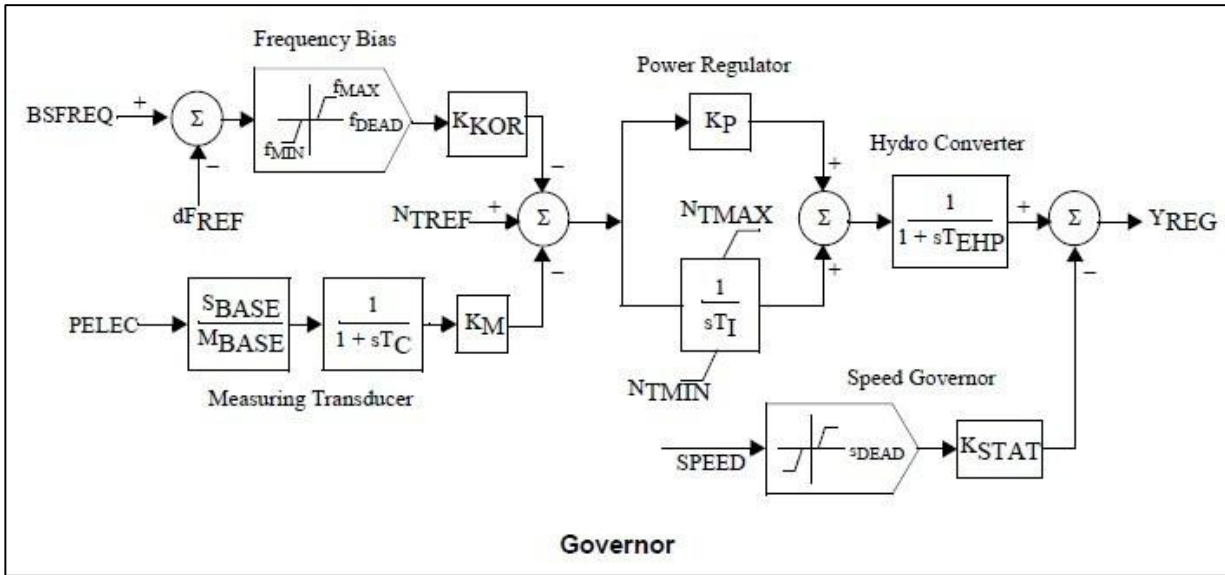 Frequency Bias
BSFREQ
+
Σ
−
dFREF
fMAX
fDEAD
fMIN
KKOR
−
NTREF
+
Σ
−
PELEC
SBASE
MBASE
1
1 + sTC
KM
Measuring Transducer
Power Regulator
KP
+
NTMAX
1
sTI
NTMIN
+
Σ
Hydro Converter
1
1 + sTEHP
+
Σ
−
YREG
Speed Governor
SPEED
sDEAD
KSTAT
Governor